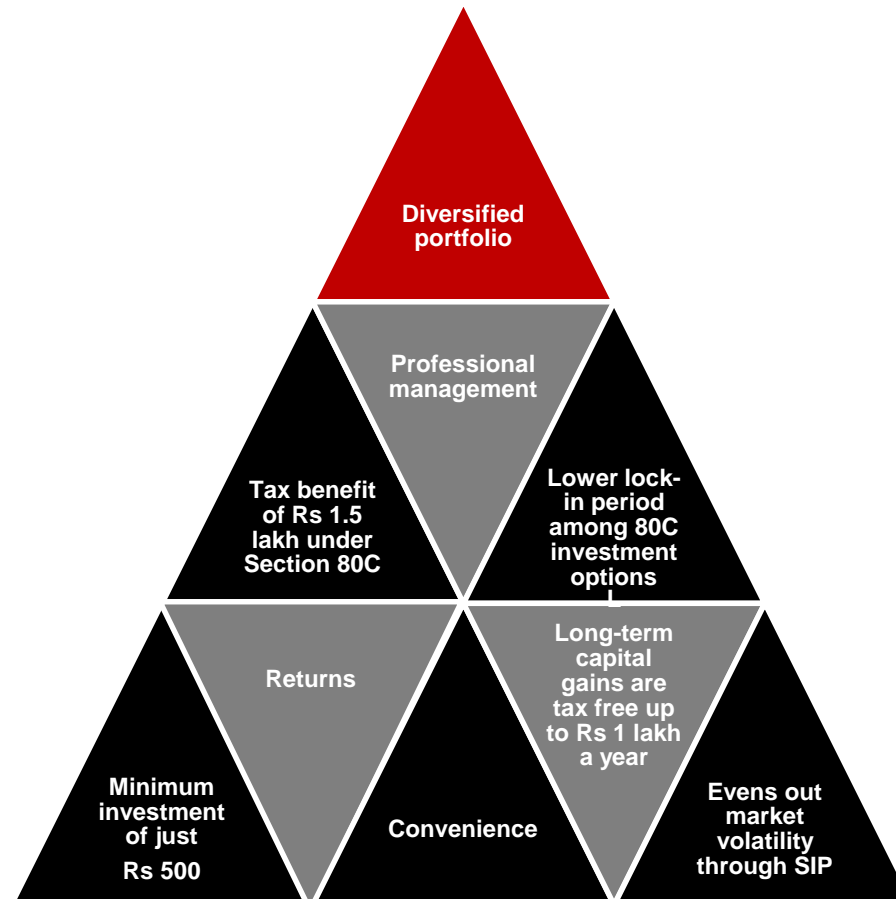 Diversified
portfolio
Professional
management
Tax benefit
of Rs 1.5
lakh under
Section 80C
Lower lock-
in period
among 80C
investment
options
Returns
Long-term
capital
gains are
tax free up
to Rs 1 lakh
a year
Minimum
investment
of just
Rs 500
Convenience
Evens out
market
volatility
through SIP